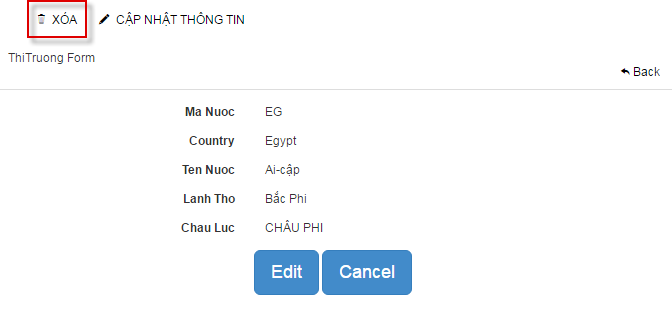 XÓA CẬP NHẬT THÔNG TIN
ThiTruong Form
Back
Ma Nuoc EG
Country Egypt
Ten Nuoc Ai-cập
Lanh Tho Bắc Phi
Chau Luc CHÂU PHI
Edit Cancel